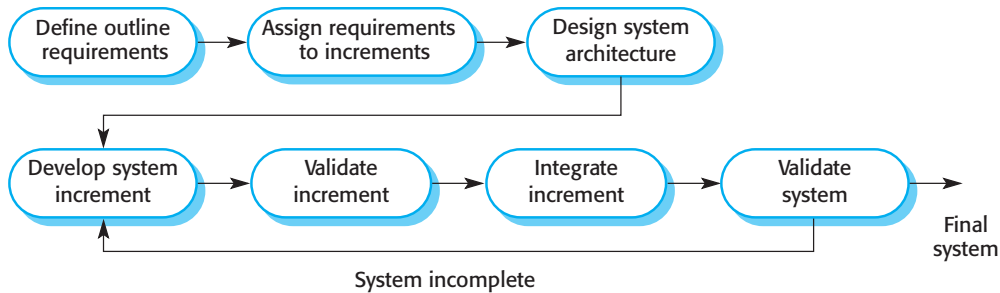 Define outline
requirements
Assign requirements
to increments
Design system
architecture
Develop system
increment
Validate
increment
Integrate
increment
Validate
system
Final
system
System incomplete